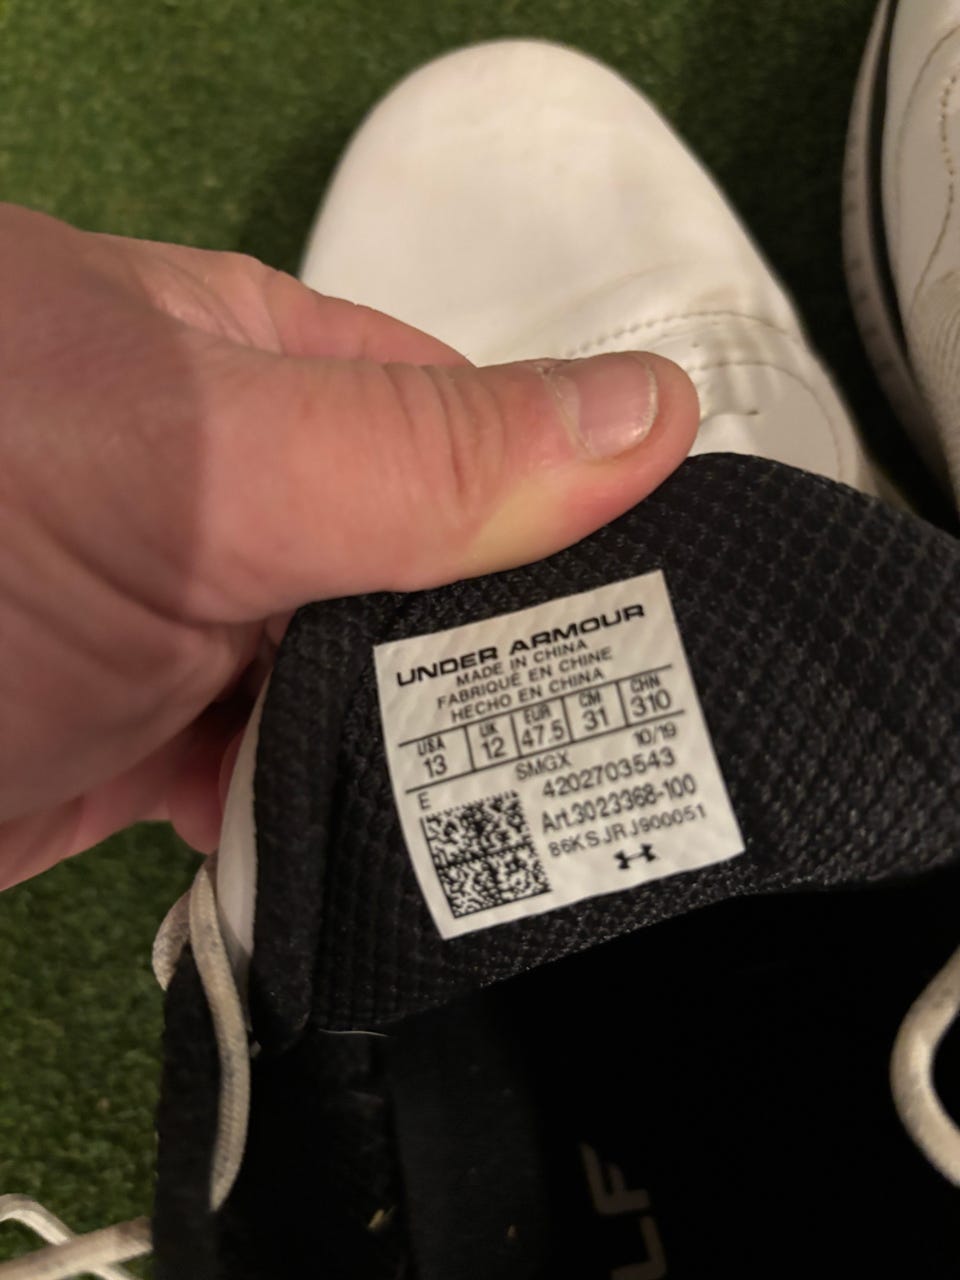 UNDER ARMOUR
MADE IN CHINA
FABRIQUÉ EN CHINE
HECHO EN CHINA
USA UK EUR CM CHN
13 12 47.5 31 310
SMGX 10/19
E 4202703543
Art.3023368-100
86KSJRJ900051
LF